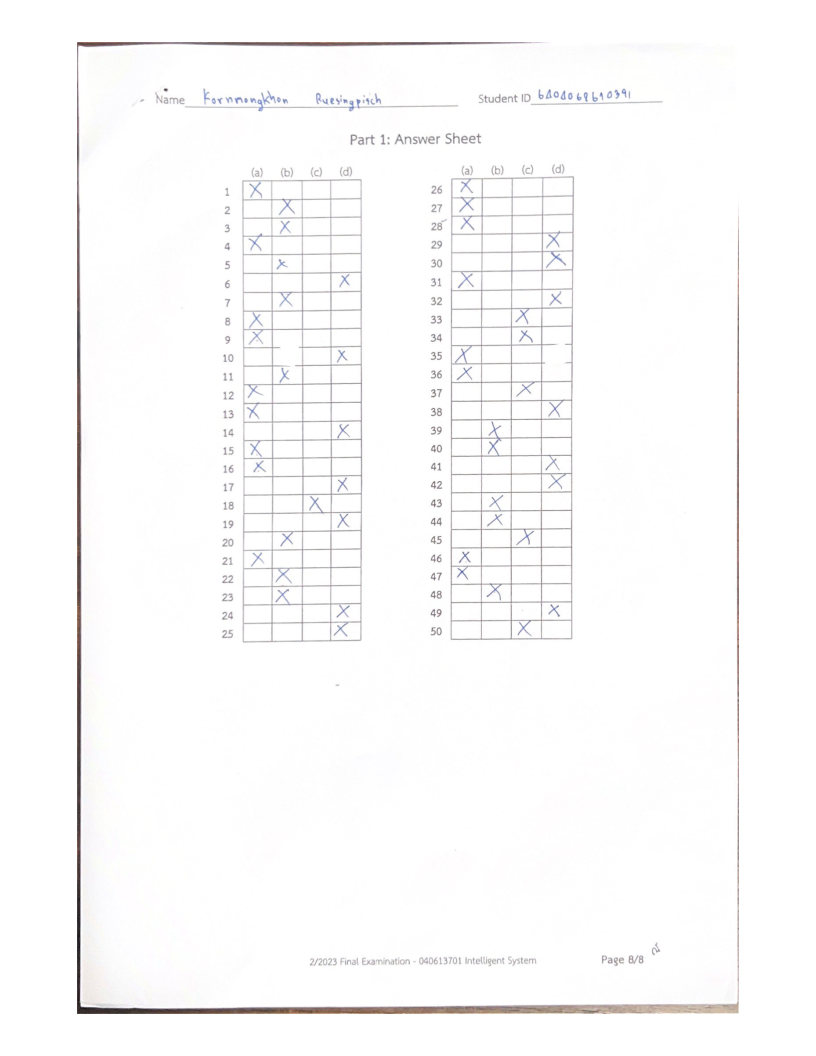 Name Kornmongkhon Ruesingpisch Student ID 6404068610391
Part 1: Answer Sheet
(a) (b) (c) (d) (a) (b) (c) (d)
1 X 26 X
2 X 27 X
3 X 28 X
4 X 29 X
5 X 30 X
6 X 31 X
7 X 32 X
8 X 33 X
9 X 34 X
10 X 35 X
11 X 36 X
12 X 37 X
13 X 38 X
14 X 39 X
15 X 40 X
16 X 41 X
17 X 42 X
18 X 43 X
19 X 44 X
20 X 45 X
21 X 46 X
22 X 47 X
23 X 48 X
24 X 49 X
25 X 50 X
2/2023 Final Examination - 040613701 Intelligent System Page 8/8